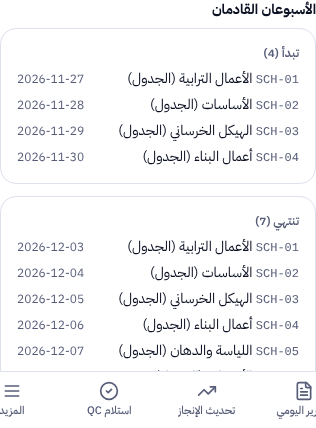 الأسبوعان القادمان
تبدأ (4)
SCH-01 الأعمال الترابية (الجدول) 2026-11-27
SCH-02 الأساسات (الجدول) 2026-11-28
SCH-03 الهيكل الخرساني (الجدول) 2026-11-29
SCH-04 أعمال البناء (الجدول) 2026-11-30
تنتهي (7)
SCH-01 الأعمال الترابية (الجدول) 2026-12-03
SCH-02 الأساسات (الجدول) 2026-12-04
SCH-03 الهيكل الخرساني (الجدول) 2026-12-05
SCH-04 أعمال البناء (الجدول) 2026-12-06
SCH-05 اللياسة والدهان (الجدول) 2026-12-07
اليومي
تحديث الإنجاز
استلام QC
المزيد